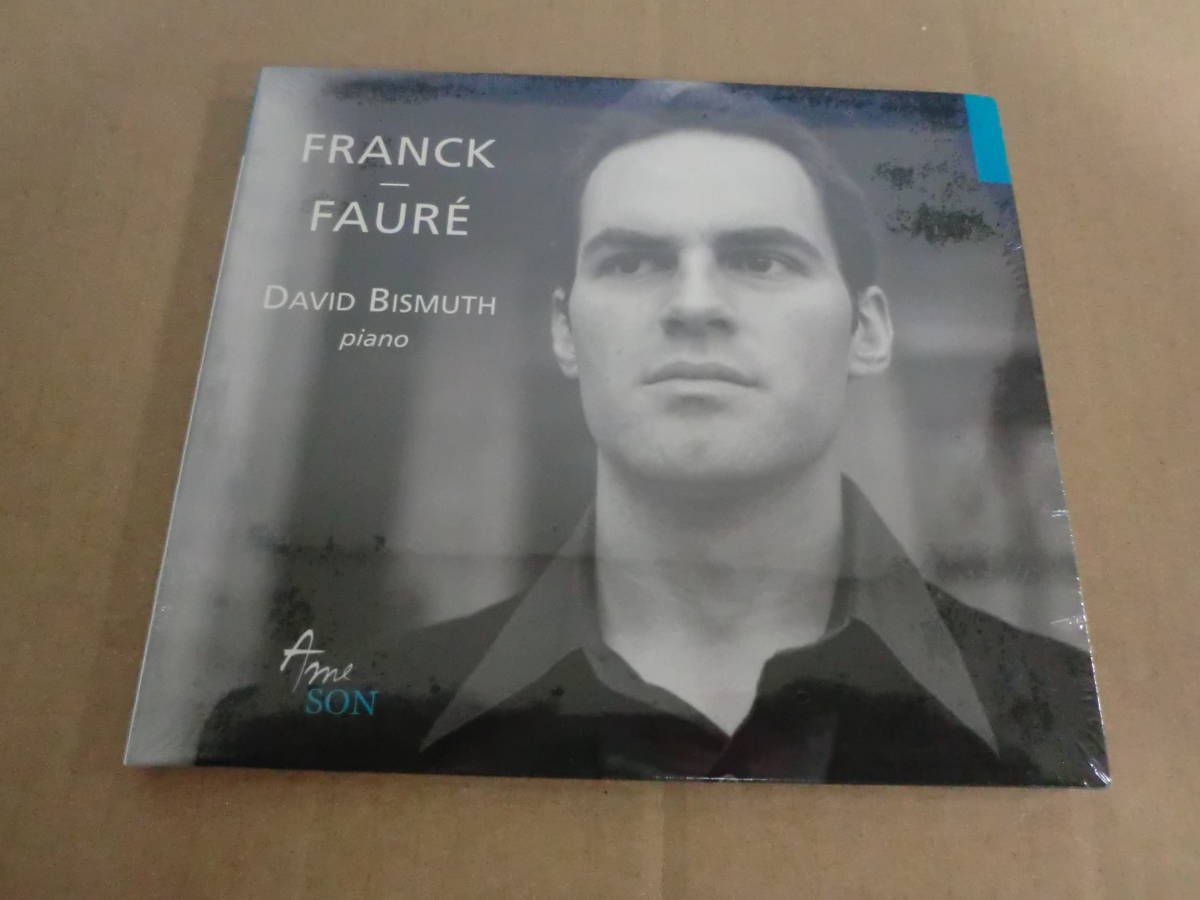 FRANCK
—
FAURÉ
DAVID BISMUTH
piano
Ame
SON